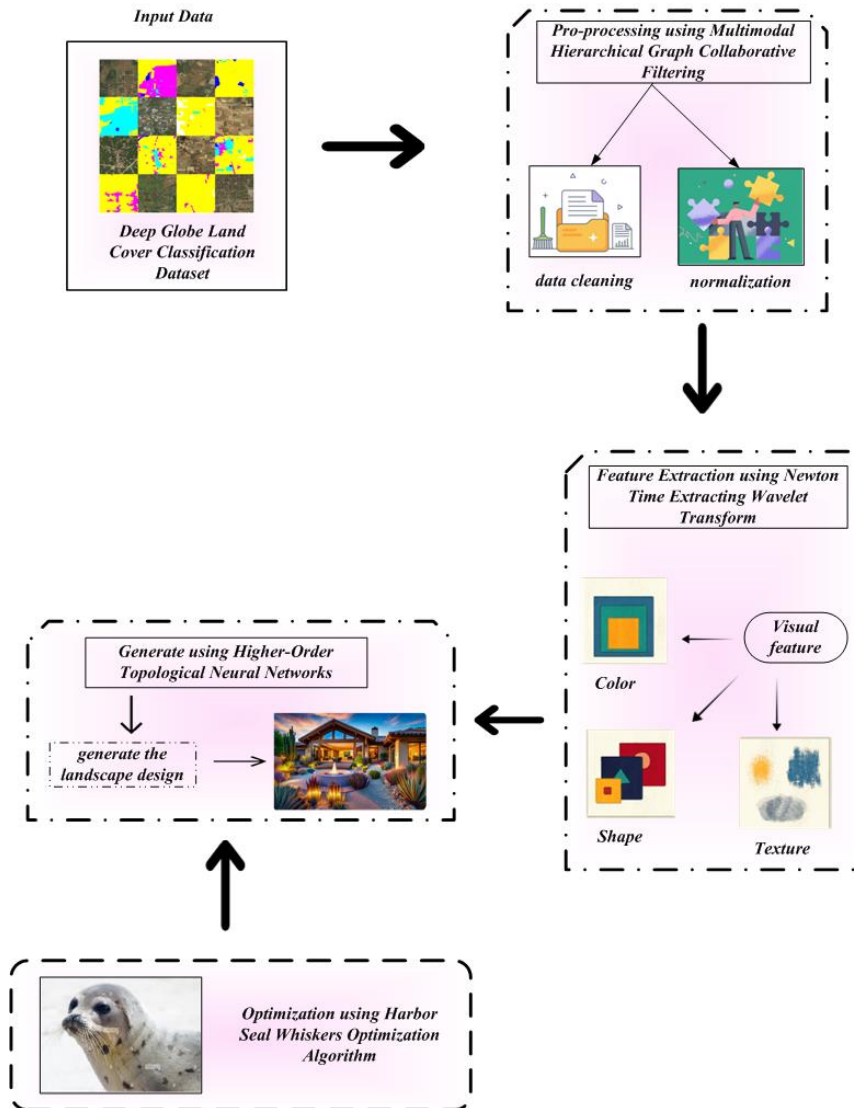 Input Data
Deep Globe Land
Cover Classification
Dataset
Pro-processing using Multimodal
Hierarchical Graph Collaborative
Filtering
data cleaning
normalization
Feature Extraction using Newton
Time Extracting Wavelet
Transform
Visual
feature
Color
Shape
Texture
Generate using Higher-Order
Topological Neural Networks
generate the
landscape design
Optimization using Harbor
Seal Whiskers Optimization
Algorithm